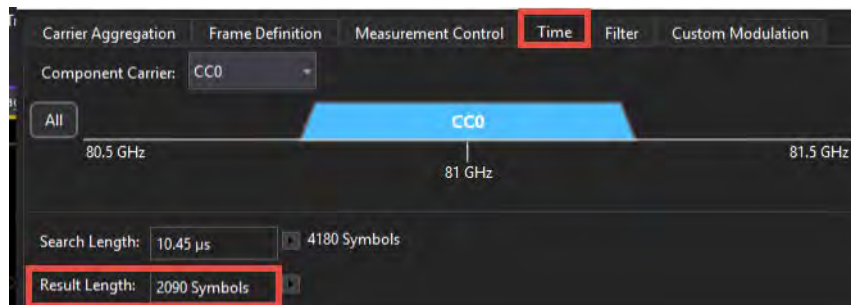 Carrier Aggregation Frame Definition Measurement Control Time Filter Custom Modulation
Component Carrier: CC0
All
CC0
80.5 GHz 81 GHz 81.5 GHz
Search Length: 10.45 µs 4180 Symbols
Result Length: 2090 Symbols